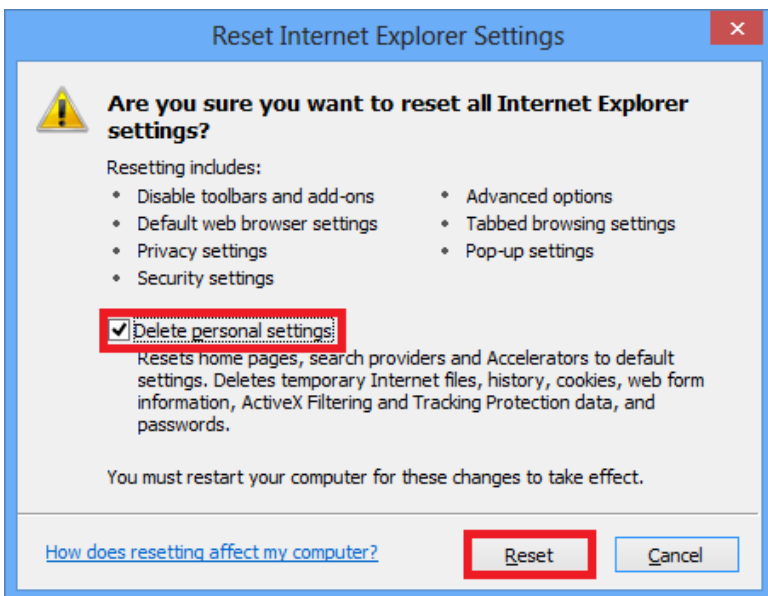 Reset Internet Explorer Settings
Are you sure you want to reset all Internet Explorer
settings?
Resetting includes:
• Disable toolbars and add-ons
• Default web browser settings
• Privacy settings
• Security settings
• Advanced options
• Tabbed browsing settings
• Pop-up settings
Delete personal settings
Resets home pages, search providers and Accelerators to default
settings. Deletes temporary Internet files, history, cookies, web form
information, ActiveX Filtering and Tracking Protection data, and
passwords.
You must restart your computer for these changes to take effect.
How does resetting affect my computer?
Reset
Cancel